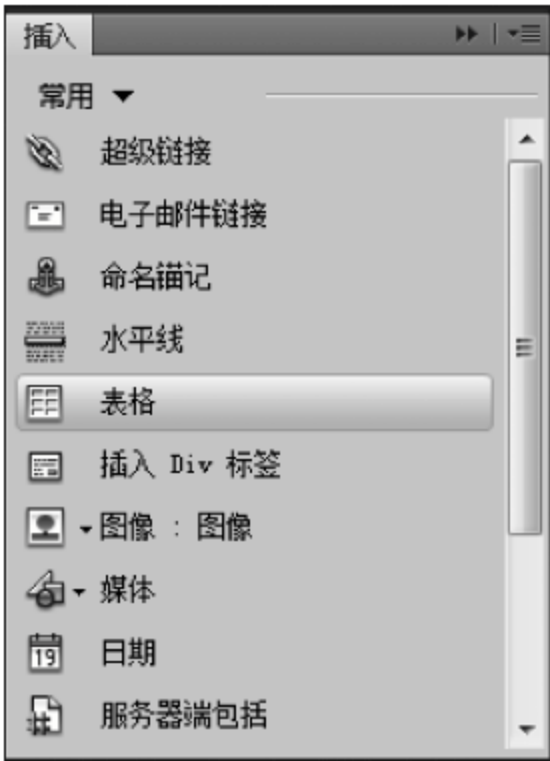 插入
常用
超级链接
电子邮件链接
命名锚记
水平线
表格
插入 Div 标签
图像 : 图像
媒体
19 日期
服务器端包括